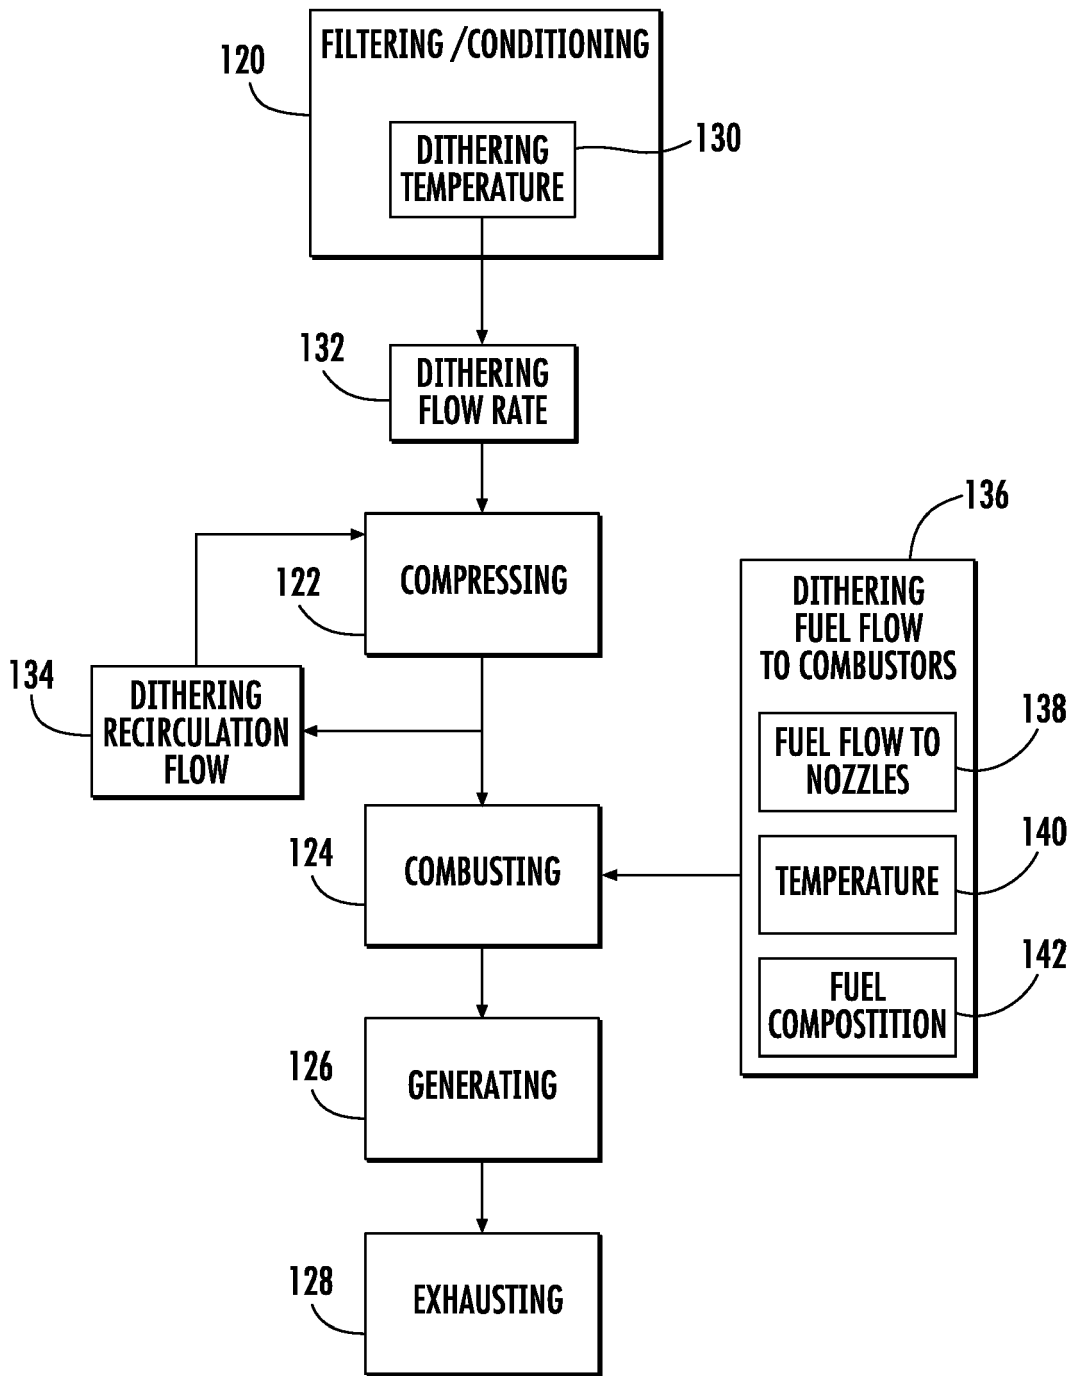 FILTERING /CONDITIONING
120
DITHERING
TEMPERATURE
130
132
DITHERING
FLOW RATE
136
COMPRESSING
122
DITHERING
FUEL FLOW
TO COMBUSTORS
134
DITHERING
RECIRCULATION
FLOW
138
FUEL FLOW TO
NOZZLES
124
COMBUSTING
140
TEMPERATURE
142
FUEL
COMPOSTITION
126
GENERATING
128
EXHAUSTING